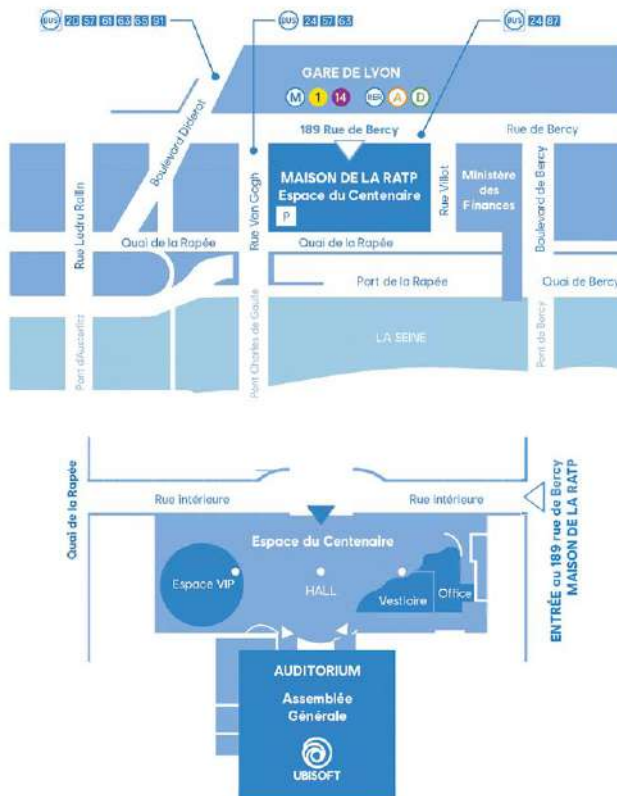 BUS 20 57 61 63 65 91
BUS 24 57 63
BUS 24 87
GARE DE LYON
M 1 14 RER A D
189 Rue de Bercy
Rue de Bercy
Boulevard Diderot
Rue Ledru Rollin
Rue Van Gogh
MAISON DE LA RATP
Espace du Centenaire
P
Rue Villot
Ministère
des
Finances
Boulevard de Bercy
Quai de la Rapée
Quai de la Rapée
Port de la Rapée
Quai de Bercy
Pont d'Austerlitz
Pont Charles de Gaulle
LA SEINE
Pont de Bercy
Quai de la Rapée
Rue intérieure
Rue intérieure
ENTRÉE au 189 rue de Bercy
MAISON DE LA RATP
Espace du Centenaire
Espace VIP
HALL
Vestiaire
Office
AUDITORIUM
Assemblée
Générale
UBISOFT